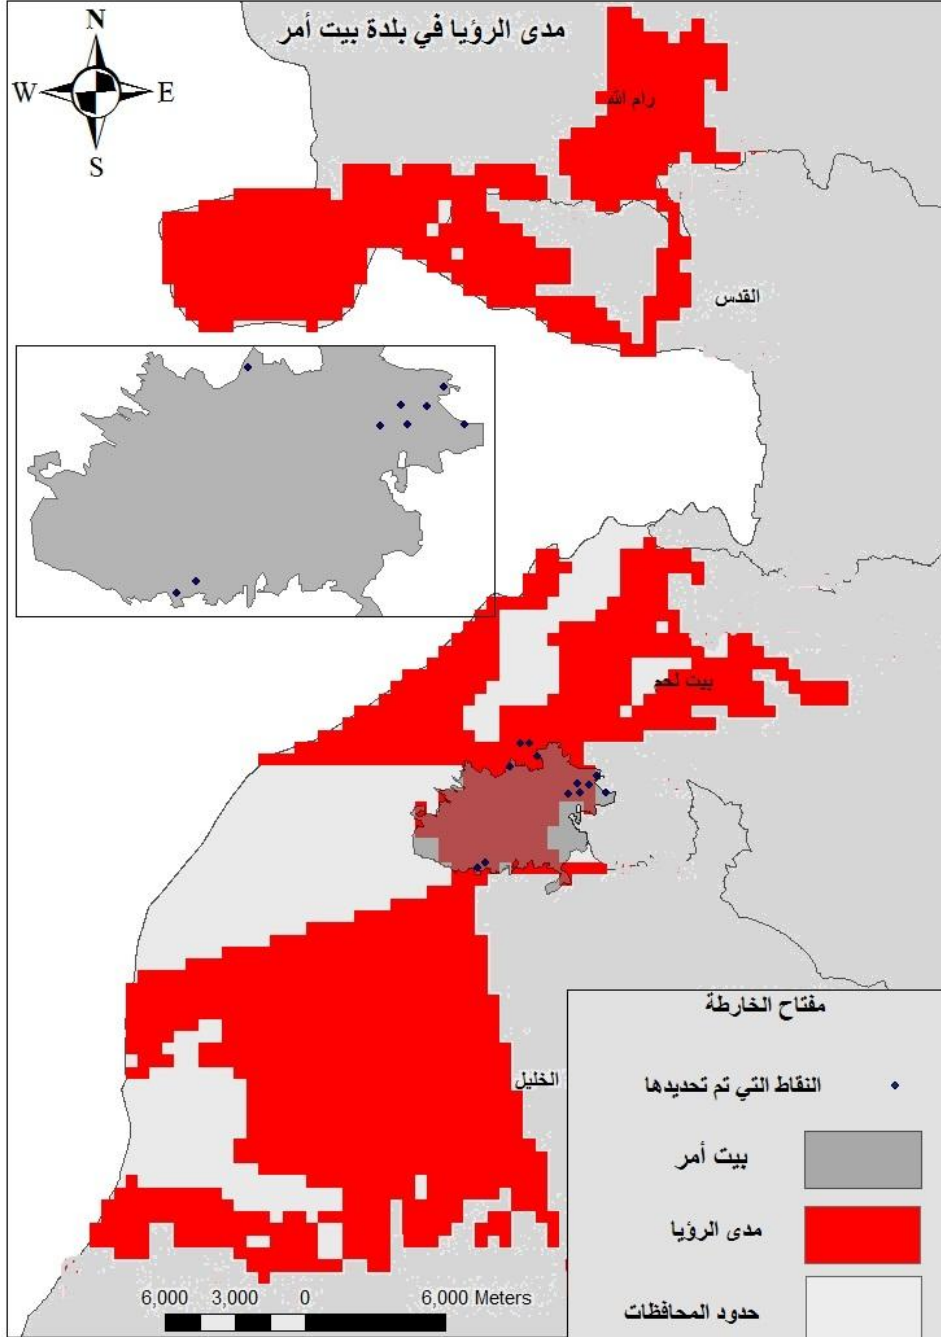 مدى الرؤيا في بلدة بيت أمر
N
W E
S
رام الله
القدس
بيت لحم
الخليل
مفتاح الخارطة
النقاط التي تم تحديدها
بيت أمر
مدى الرؤيا
حدود المحافظات
6,000 3,000 0 6,000 Meters